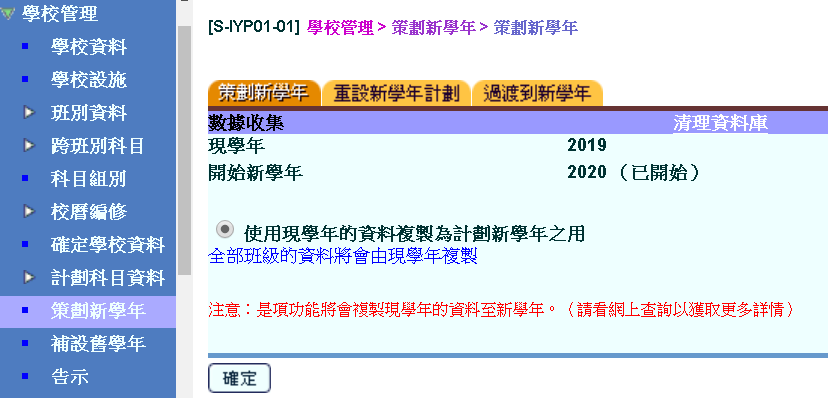 學校管理
學校資料
學校設施
班別資料
跨班別科目
科目組別
校曆編修
確定學校資料
計劃科目資料
策劃新學年
補設舊學年
告示
[S-IYP01-01] 學校管理 > 策劃新學年 > 策劃新學年
策劃新學年 重設新學年計劃 過渡到新學年
數據收集 清理資料庫
現學年 2019
開始新學年 2020 （已開始）
使用現學年的資料複製為計劃新學年之用
全部班級的資料將會由現學年複製
注意：是項功能將會複製現學年的資料至新學年。（請看網上查詢以獲取更多詳情）
確定